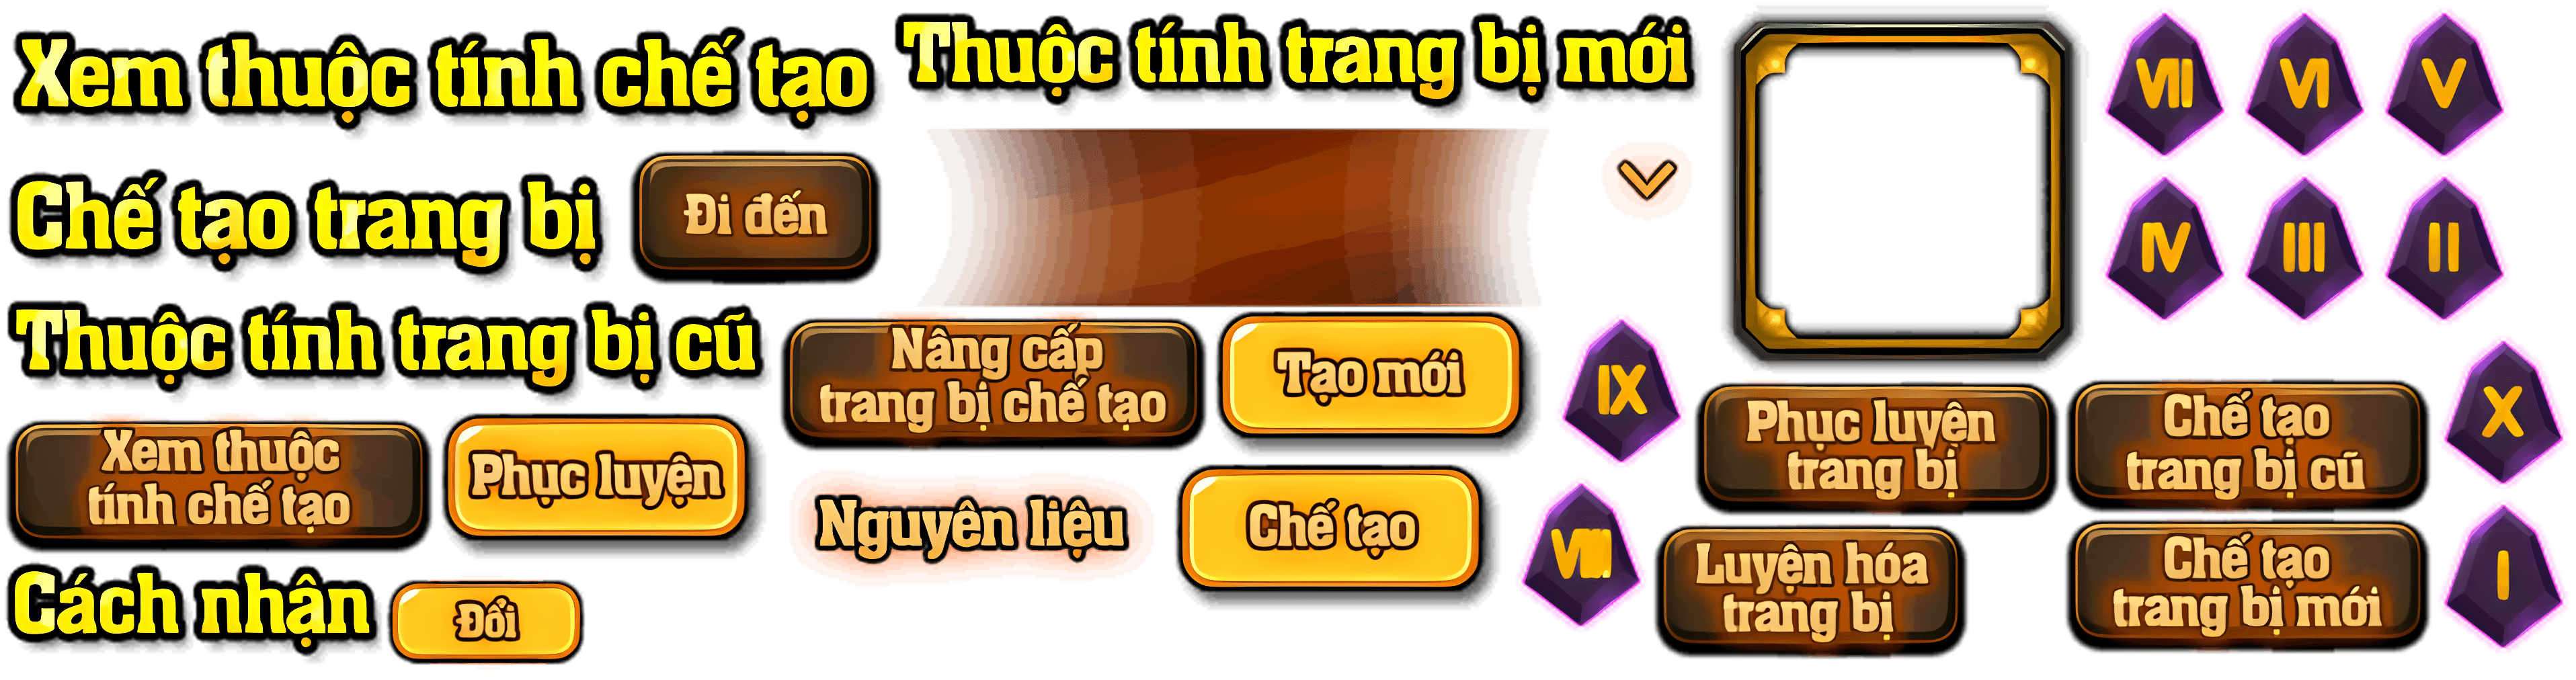 Xem thuộc tính chế tạo
Thuộc tính trang bị mới
VII
VI
V
Chế tạo trang bị
Đi đến
IV
III
II
Thuộc tính trang bị cũ
Nâng cấp
trang bị chế tạo
Tạo mới
IX
Phục luyện
trang bị
Chế tạo
trang bị cũ
X
Xem thuộc
tính chế tạo
Phục luyện
Nguyên liệu
Chế tạo
VIII
Luyện hóa
trang bị
Chế tạo
trang bị mới
I
Cách nhận
Đổi